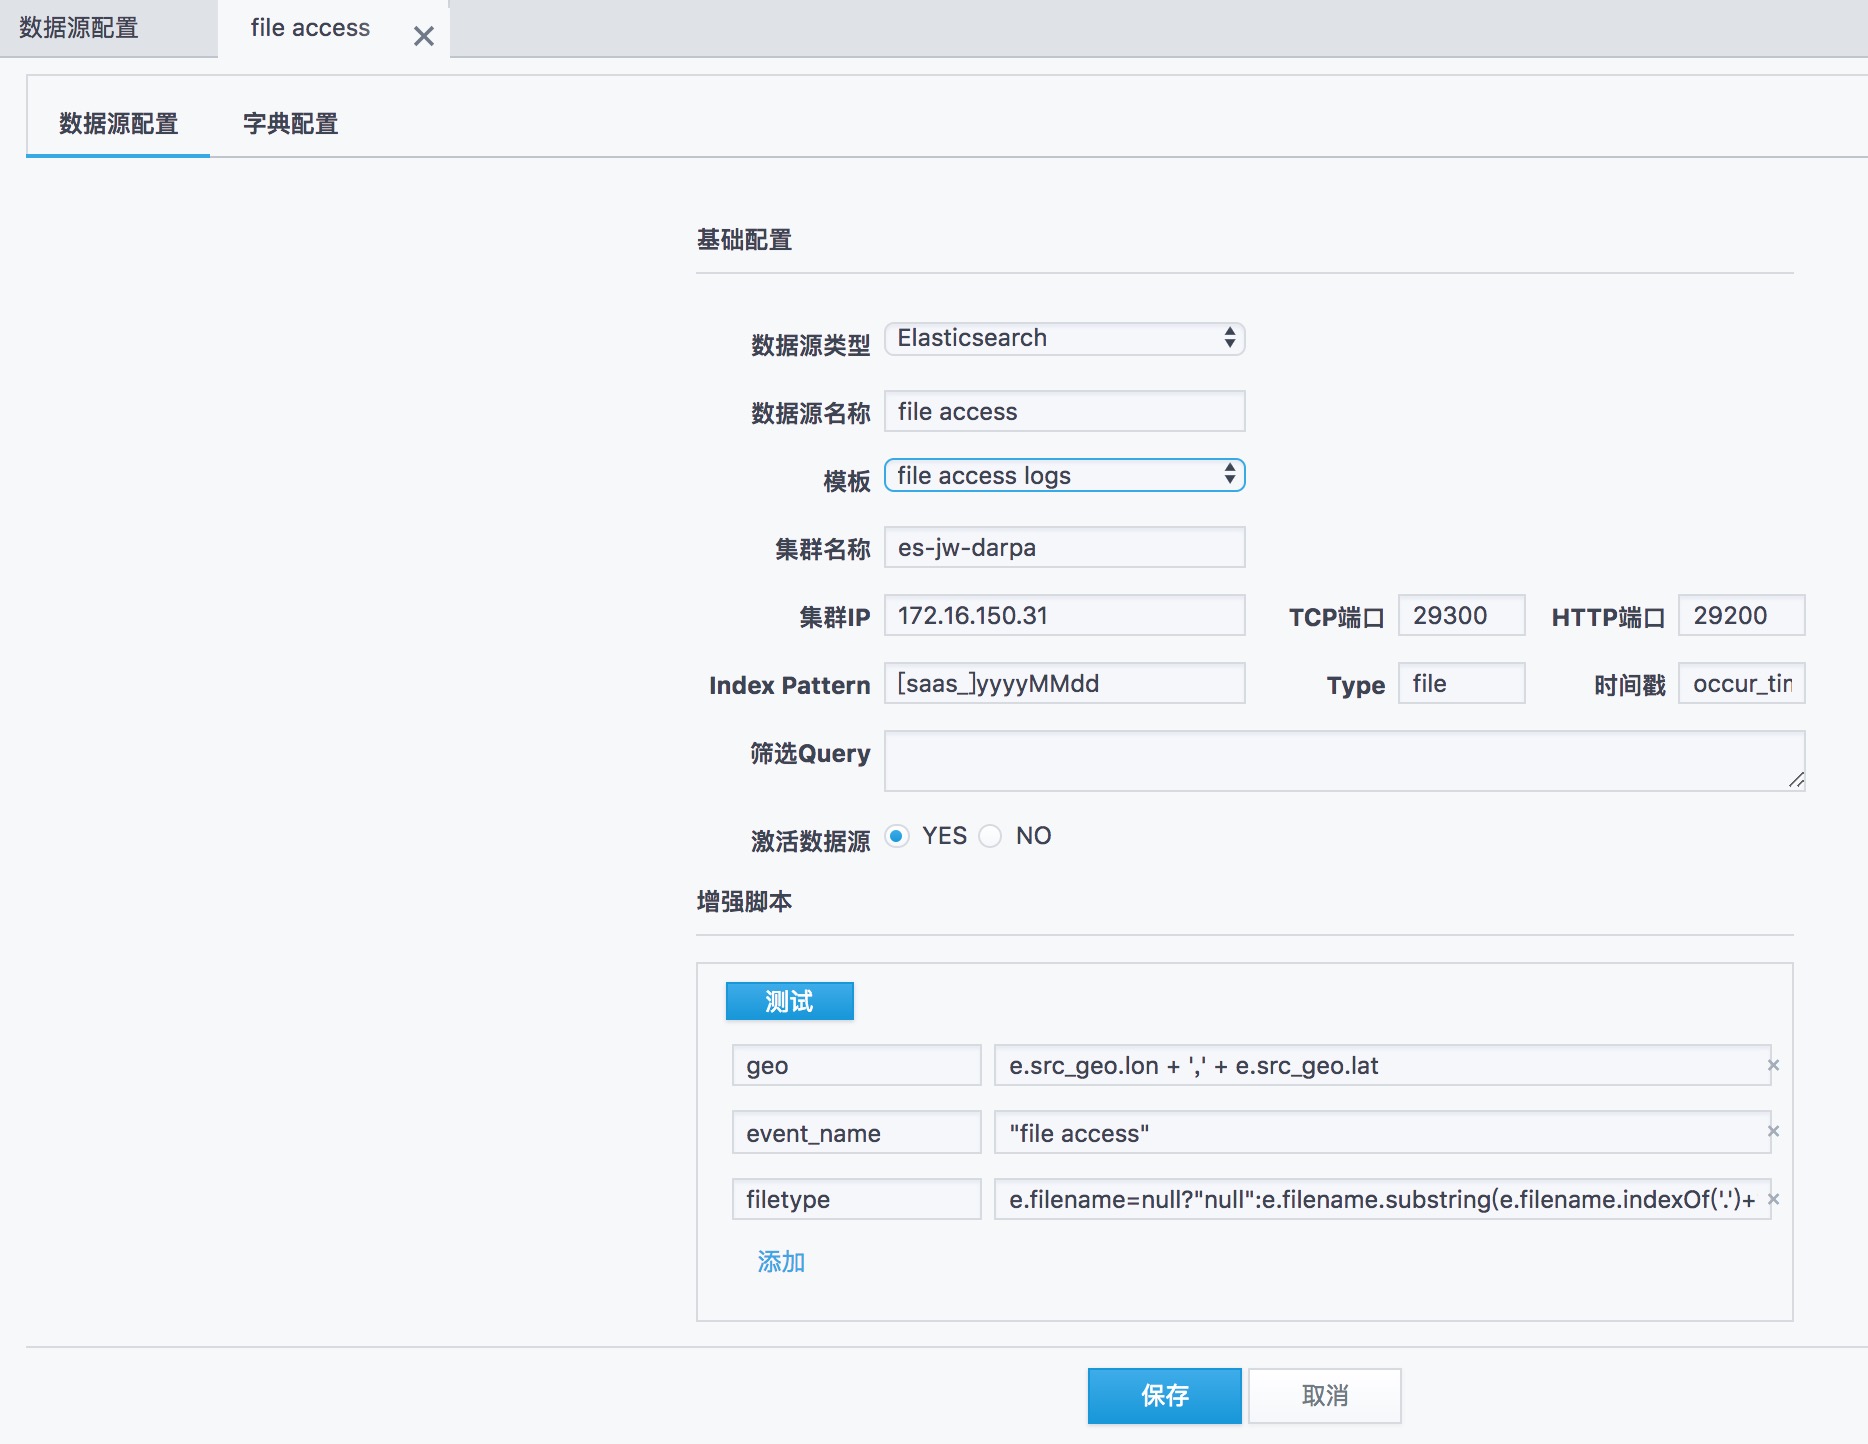 数据源配置
file access
数据源配置
字典配置
基础配置
数据源类型 Elasticsearch
数据源名称 file access
模板 file access logs
集群名称 es-jw-darpa
集群IP 172.16.150.31 TCP端口 29300 HTTP端口 29200
Index Pattern [saas_]yyyyMMdd Type file 时间戳 occur_tin
筛选Query
激活数据源 YES NO
增强脚本
测试
geo e.src_geo.lon + ',' + e.src_geo.lat
event_name "file access"
filetype e.filename=null?"null":e.filename.substring(e.filename.indexOf('.')+
添加
保存 取消